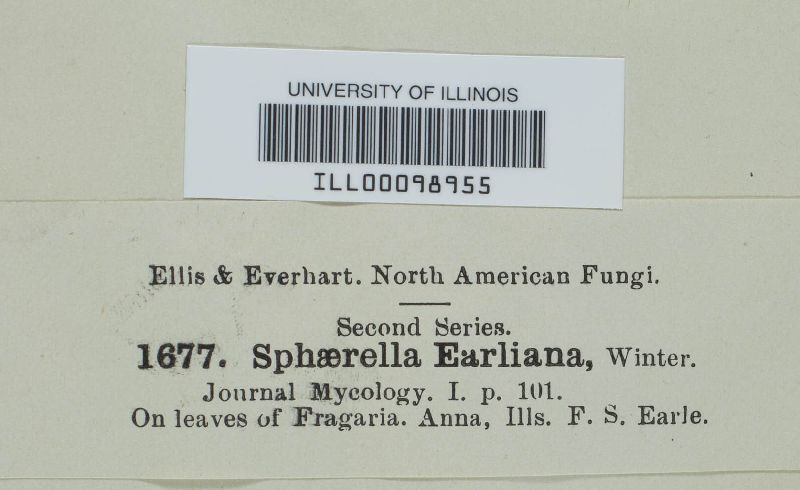 UNIVERSITY OF ILLINOIS
ILL00098955
Ellis & Everhart. North American Fungi.
Second Series.
1677. Sphærella Earliana, Winter.
Journal Mycology. I. p. 101.
On leaves of Fragaria. Anna, Ills. F. S. Earle.